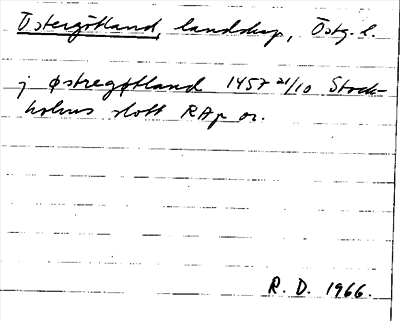 Östergötland, landskap, Östg. l.
j østregøtland 1457 21/10 Stock-
holms slott RAp or.
R. D. 1966.